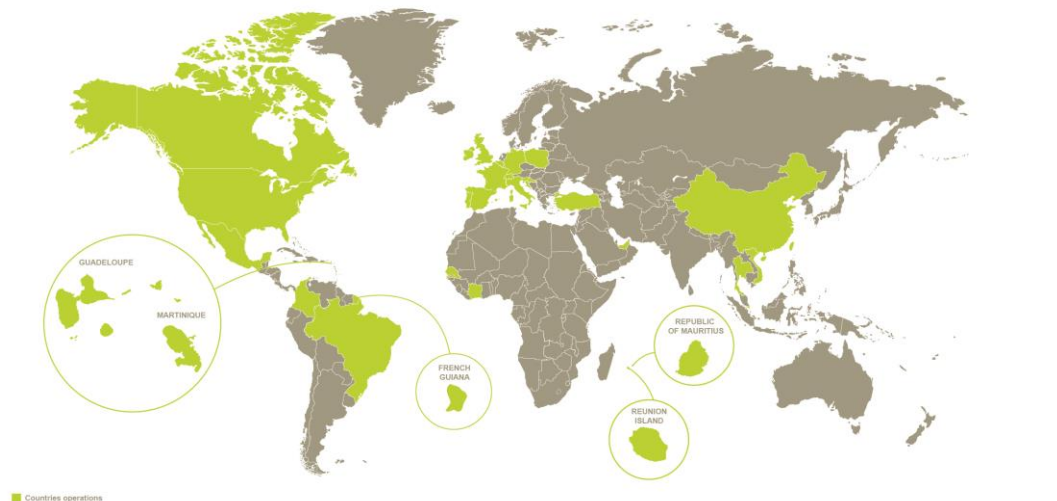 GUADELOUPE
MARTINIQUE
FRENCH
GUIANA
REPUBLIC
OF MAURITIUS
REUNION
ISLAND
Countries operations